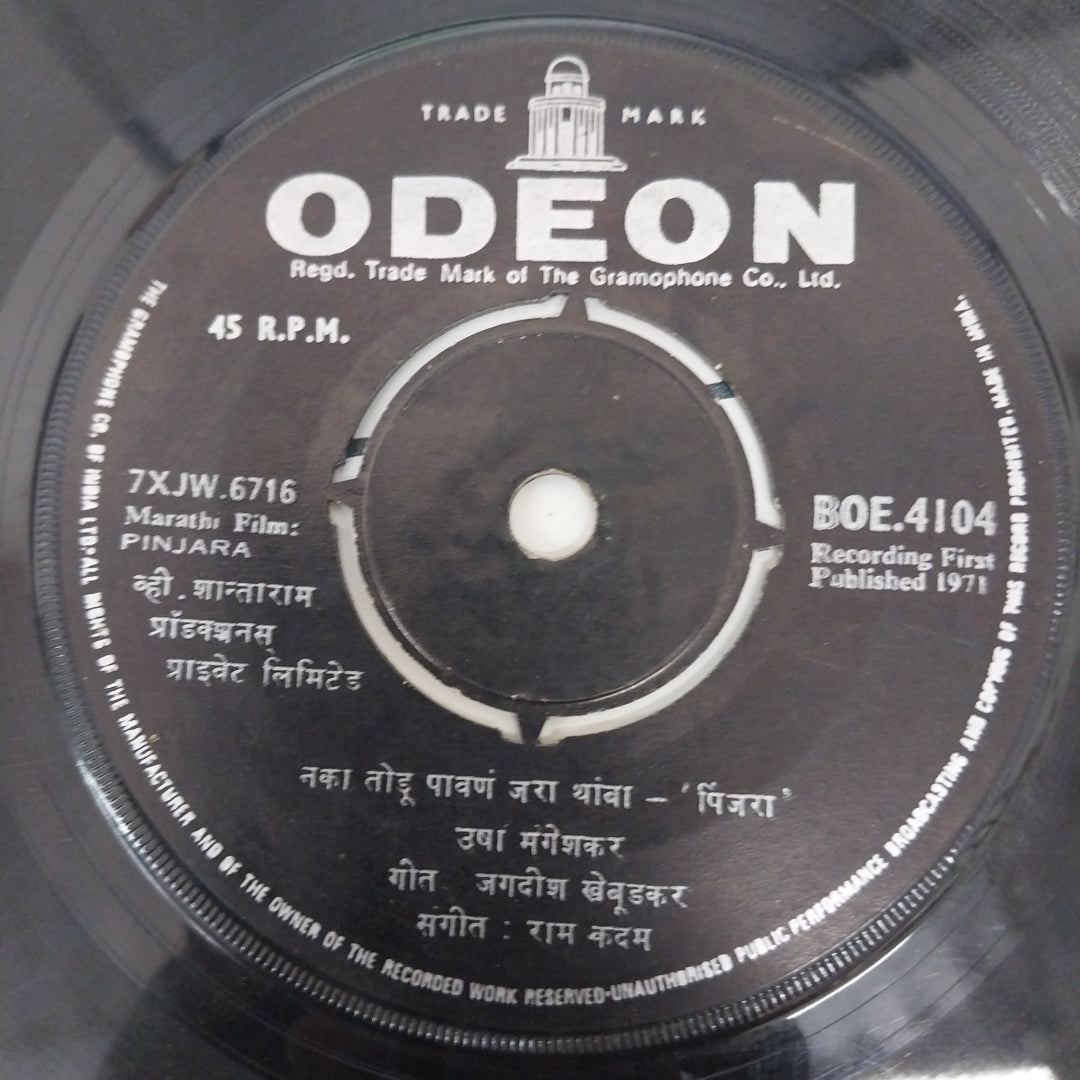 TRADE MARK
ODEON
Regd. Trade Mark of The Gramophone Co., Ltd.
45 R.P.M.
7XJW.6716
Marathi Film:
PINJARA
व्ही. शान्ताराम
प्रॉडक्शनस्
प्राइवेट लिमिटेड
BOE.4104
Recording First
Published 1971
नका तोडू पावणं जरा थांबा – 'पिंजरा'
उषा मंगेशकर
गीत जगदीश खेबूडकर
संगीत : राम कदम
THE GRAMOPHONE CO. OF INDIA LTD·ALL RIGHTS OF THE MANUFACTURER AND OF THE OWNER OF THE RECORDED WORK RESERVED-UNAUTHORISED PUBLIC PERFORMANCE BROADCASTING AND COPYING OF THIS RECORD PROHIBITED. MADE IN INDIA.